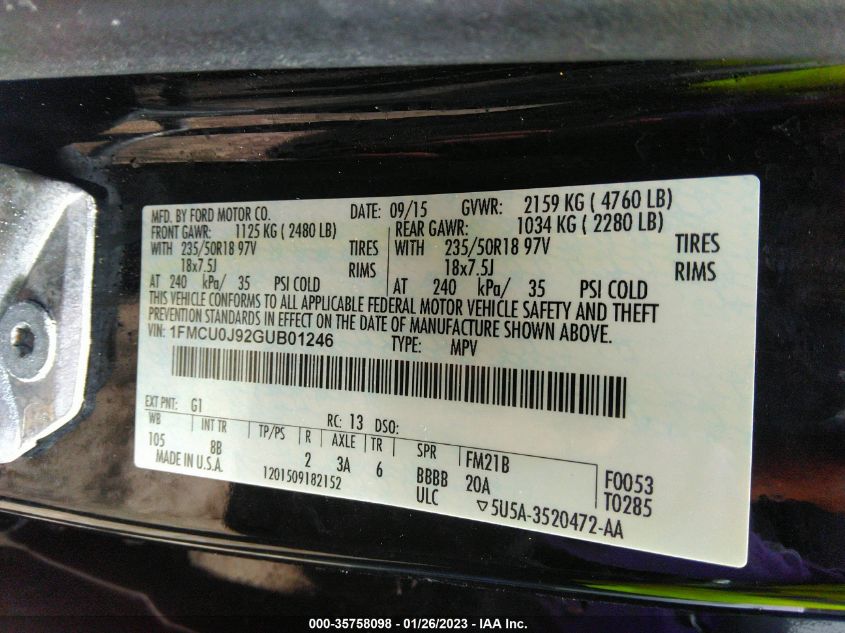 MFD. BY FORD MOTOR CO. DATE: 09/15 GVWR: 2159 KG ( 4760 LB)
FRONT GAWR: 1125 KG ( 2480 LB) REAR GAWR: 1034 KG ( 2280 LB)
WITH 235/50R18 97V TIRES WITH 235/50R18 97V TIRES
18x7.5J RIMS 18x7.5J RIMS
AT 240 kPa/ 35 PSI COLD AT 240 kPa/ 35 PSI COLD
THIS VEHICLE CONFORMS TO ALL APPLICABLE FEDERAL MOTOR VEHICLE SAFETY AND THEFT
PREVENTION STANDARDS IN EFFECT ON THE DATE OF MANUFACTURE SHOWN ABOVE.
VIN: 1FMCU0J92GUB01246 TYPE: MPV
EXT PNT: G1 RC: 13 DSO:
WB INT TR TP/PS R AXLE TR SPR FM21B
105 8B 2 3A 6 BBBB 20A F0053
MADE IN U.S.A. 1201509182152 ULC ▽5U5A-3520472-AA T0285
000-35758098 — 01/26/2023 — IAA Inc.